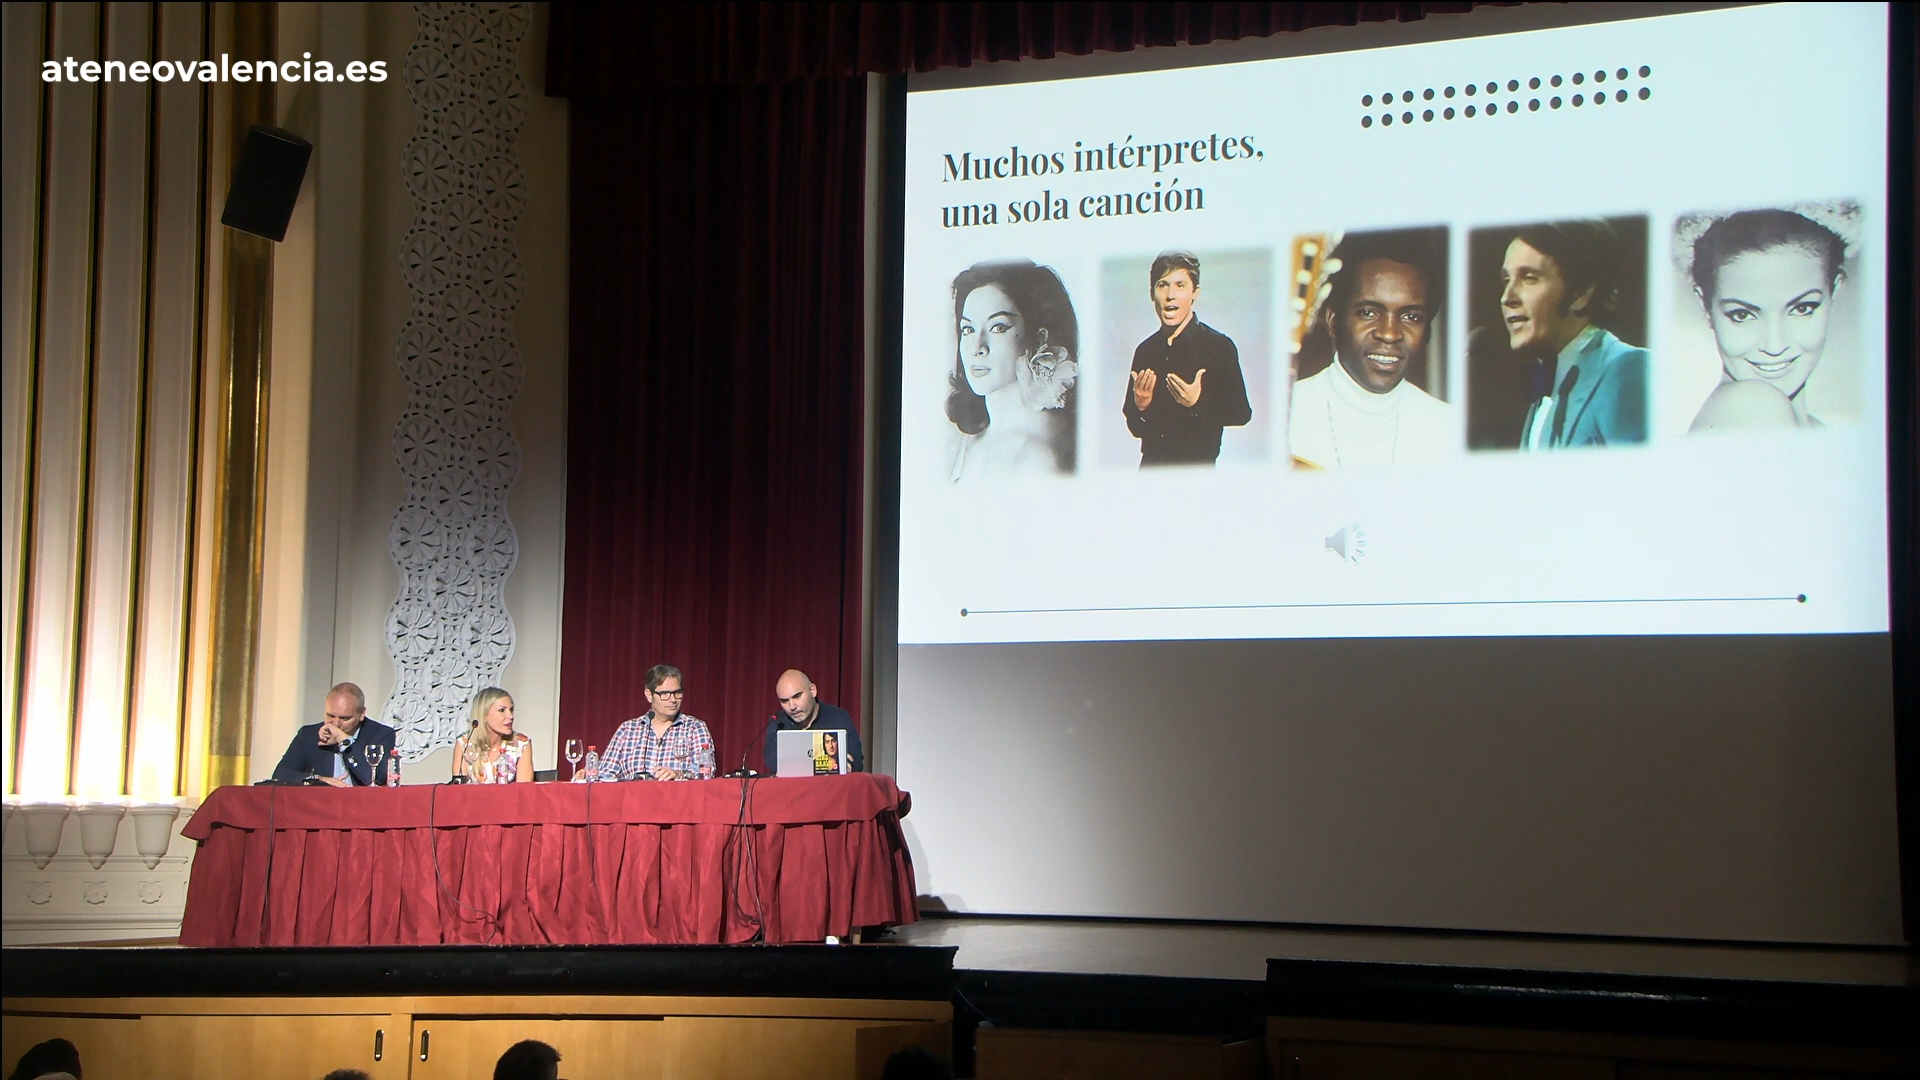 ateneovalencia.es
Muchos intérpretes,
una sola canción